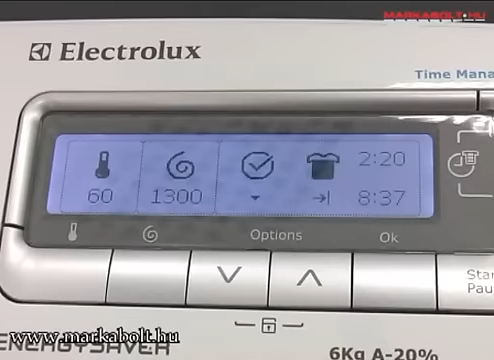 MARKABOLT.HU
Electrolux
Time Mana
2:20
60 1300 8:37
Options Ok
Star
Pau
ENERGYSAVER 6Kg A-20%
www.markabolt.hu